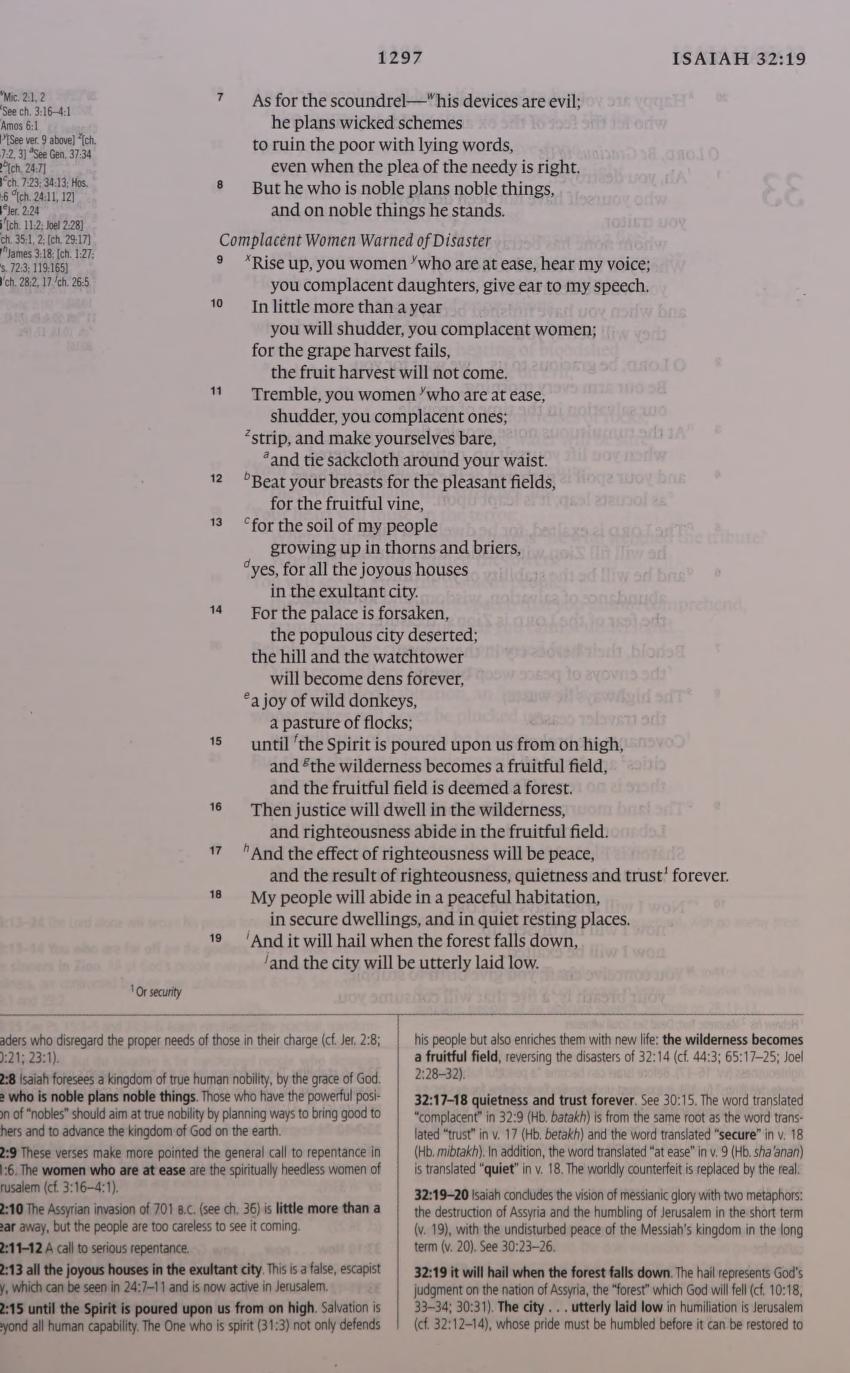 1297
ISAIAH 32:19
Mic. 2:1, 2
See ch. 3:16–4:1
Amos 6:1
[See ver. 9 above] ᶻ[ch.
7:2, 3] ᵃSee Gen. 37:34
ᵇ[ch. 24:7]
ᶜch. 7:23; 34:13; Hos.
:6 ᵈ[ch. 24:11, 12]
ᵉJer. 2:24
ᶠ[ch. 11:2; Joel 2:28]
ch. 35:1, 2; [ch. 29:17]
ʰJames 3:18; [ch. 1:27;
s. 72:3; 119:165]
ⁱch. 28:2, 17 ʲch. 26:5
7 As for the scoundrel—ʷhis devices are evil;
he plans wicked schemes
to ruin the poor with lying words,
even when the plea of the needy is right.
8 But he who is noble plans noble things,
and on noble things he stands.
Complacent Women Warned of Disaster
9 ˣRise up, you women ʸwho are at ease, hear my voice;
you complacent daughters, give ear to my speech.
10 In little more than a year
you will shudder, you complacent women;
for the grape harvest fails,
the fruit harvest will not come.
11 Tremble, you women ʸwho are at ease,
shudder, you complacent ones;
ᶻstrip, and make yourselves bare,
ᵃand tie sackcloth around your waist.
12 ᵇBeat your breasts for the pleasant fields,
for the fruitful vine,
13 ᶜfor the soil of my people
growing up in thorns and briers,
ᵈyes, for all the joyous houses
in the exultant city.
14 For the palace is forsaken,
the populous city deserted;
the hill and the watchtower
will become dens forever,
ᵉa joy of wild donkeys,
a pasture of flocks;
15 until ᶠthe Spirit is poured upon us from on high,
and ᵍthe wilderness becomes a fruitful field,
and the fruitful field is deemed a forest.
16 Then justice will dwell in the wilderness,
and righteousness abide in the fruitful field.
17 ʰAnd the effect of righteousness will be peace,
and the result of righteousness, quietness and trust¹ forever.
18 My people will abide in a peaceful habitation,
in secure dwellings, and in quiet resting places.
19 ⁱAnd it will hail when the forest falls down,
ʲand the city will be utterly laid low.
¹ Or security
aders who disregard the proper needs of those in their charge (cf. Jer. 2:8;
0:21; 23:1).
2:8 Isaiah foresees a kingdom of true human nobility, by the grace of God.
e who is noble plans noble things. Those who have the powerful posi-
on of “nobles” should aim at true nobility by planning ways to bring good to
hers and to advance the kingdom of God on the earth.
2:9 These verses make more pointed the general call to repentance in
1:6. The women who are at ease are the spiritually heedless women of
rusalem (cf. 3:16–4:1).
2:10 The Assyrian invasion of 701 B.C. (see ch. 36) is little more than a
ear away, but the people are too careless to see it coming.
2:11–12 A call to serious repentance.
2:13 all the joyous houses in the exultant city. This is a false, escapist
y, which can be seen in 24:7–11 and is now active in Jerusalem.
2:15 until the Spirit is poured upon us from on high. Salvation is
eyond all human capability. The One who is spirit (31:3) not only defends
his people but also enriches them with new life: the wilderness becomes
a fruitful field, reversing the disasters of 32:14 (cf. 44:3; 65:17–25; Joel
2:28–32).
32:17–18 quietness and trust forever. See 30:15. The word translated
“complacent” in 32:9 (Hb. batakh) is from the same root as the word trans-
lated “trust” in v. 17 (Hb. betakh) and the word translated “secure” in v. 18
(Hb. mibtakh). In addition, the word translated “at ease” in v. 9 (Hb. sha’anan)
is translated “quiet” in v. 18. The worldly counterfeit is replaced by the real.
32:19–20 Isaiah concludes the vision of messianic glory with two metaphors:
the destruction of Assyria and the humbling of Jerusalem in the short term
(v. 19), with the undisturbed peace of the Messiah’s kingdom in the long
term (v. 20). See 30:23–26.
32:19 it will hail when the forest falls down. The hail represents God’s
judgment on the nation of Assyria, the “forest” which God will fell (cf. 10:18,
33–34; 30:31). The city . . . utterly laid low in humiliation is Jerusalem
(cf. 32:12–14), whose pride must be humbled before it can be restored to